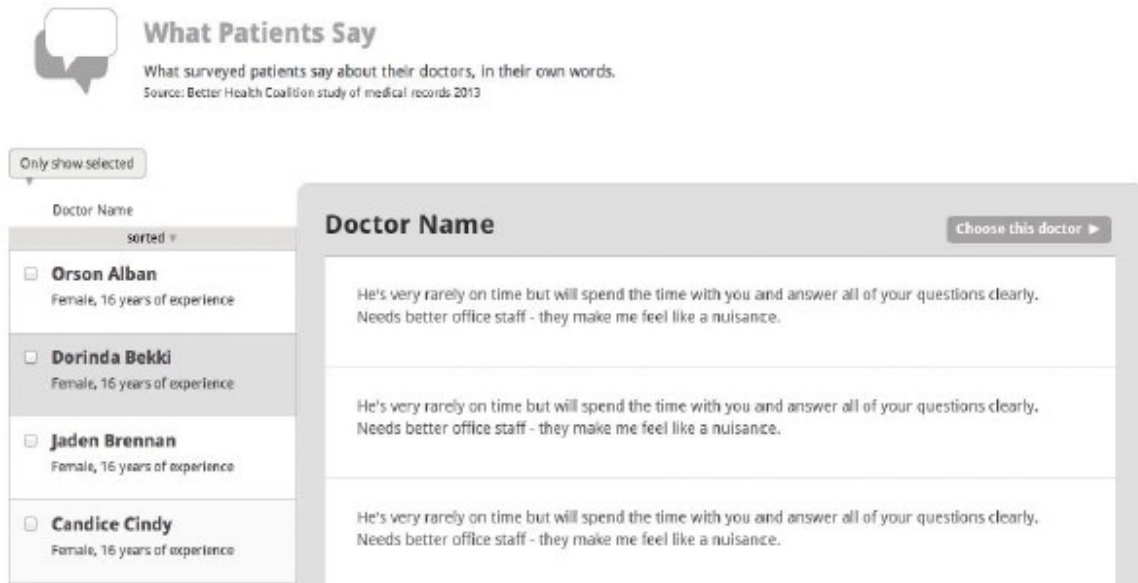 What Patients Say
What surveyed patients say about their doctors, in their own words.
Source: Better Health Coalition study of medical records 2013
Only show selected
Doctor Name
sorted ▼
Orson Alban
Female, 16 years of experience
Dorinda Bekki
Female, 16 years of experience
Jaden Brennan
Female, 16 years of experience
Candice Cindy
Female, 16 years of experience
Doctor Name
Choose this doctor ►
He's very rarely on time but will spend the time with you and answer all of your questions clearly.
Needs better office staff - they make me feel like a nuisance.
He's very rarely on time but will spend the time with you and answer all of your questions clearly.
Needs better office staff - they make me feel like a nuisance.
He's very rarely on time but will spend the time with you and answer all of your questions clearly.
Needs better office staff - they make me feel like a nuisance.